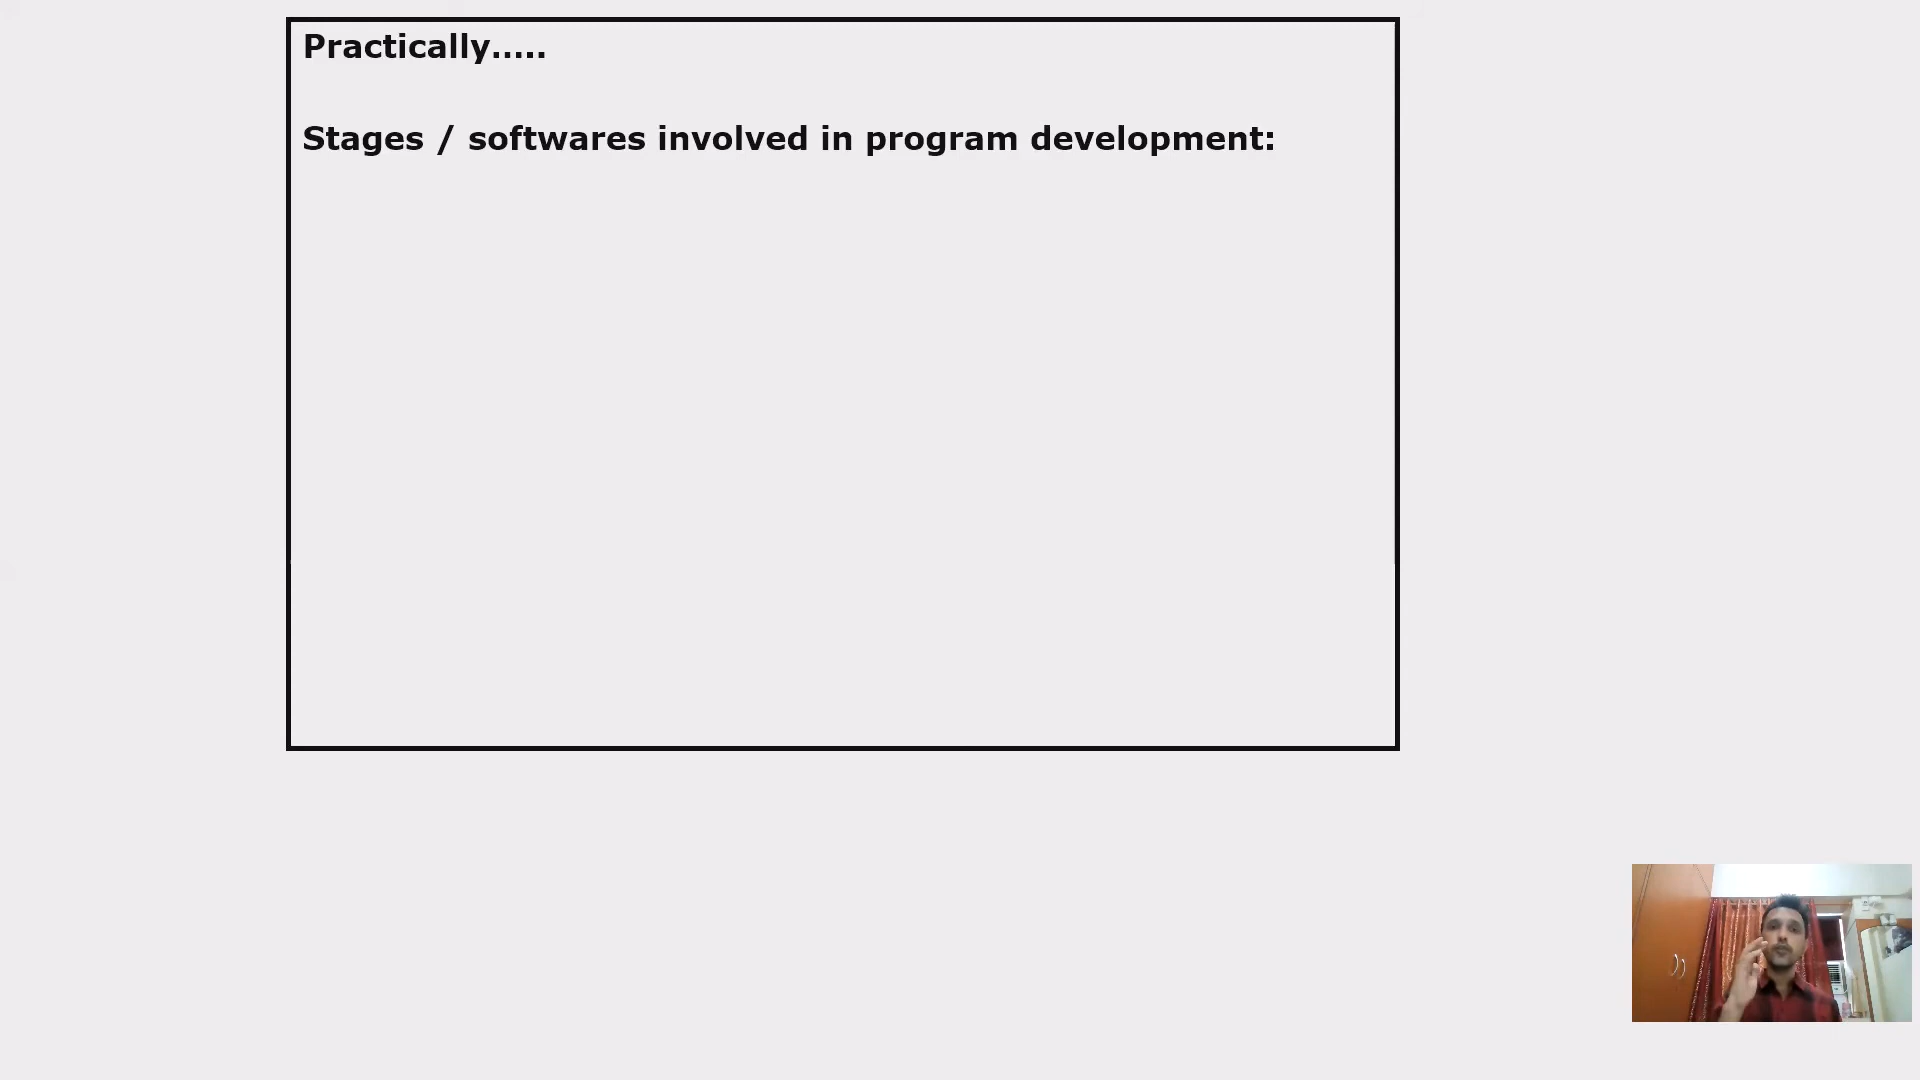 Practically.....
Stages / softwares involved in program development: